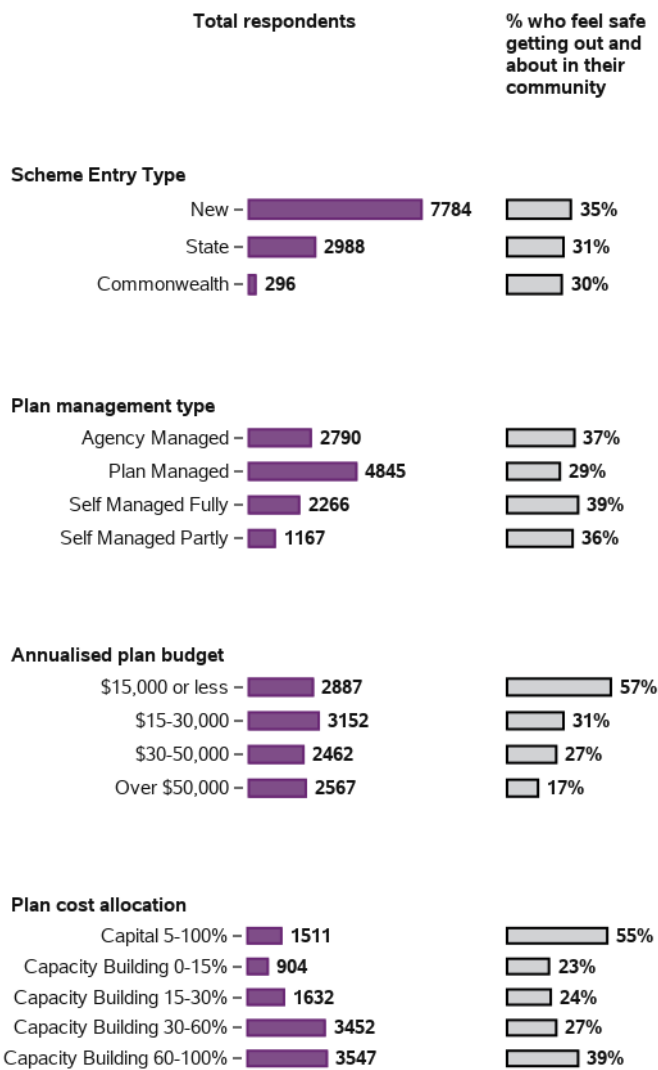 Total respondents
% who feel safe
getting out and
about in their
community
Scheme Entry Type
New 7784 35%
State 2988 31%
Commonwealth 296 30%
Plan management type
Agency Managed 2790 37%
Plan Managed 4845 29%
Self Managed Fully 2266 39%
Self Managed Partly 1167 36%
Annualised plan budget
$15,000 or less 2887 57%
$15-30,000 3152 31%
$30-50,000 2462 27%
Over $50,000 2567 17%
Plan cost allocation
Capital 5-100% 1511 55%
Capacity Building 0-15% 904 23%
Capacity Building 15-30% 1632 24%
Capacity Building 30-60% 3452 27%
Capacity Building 60-100% 3547 39%